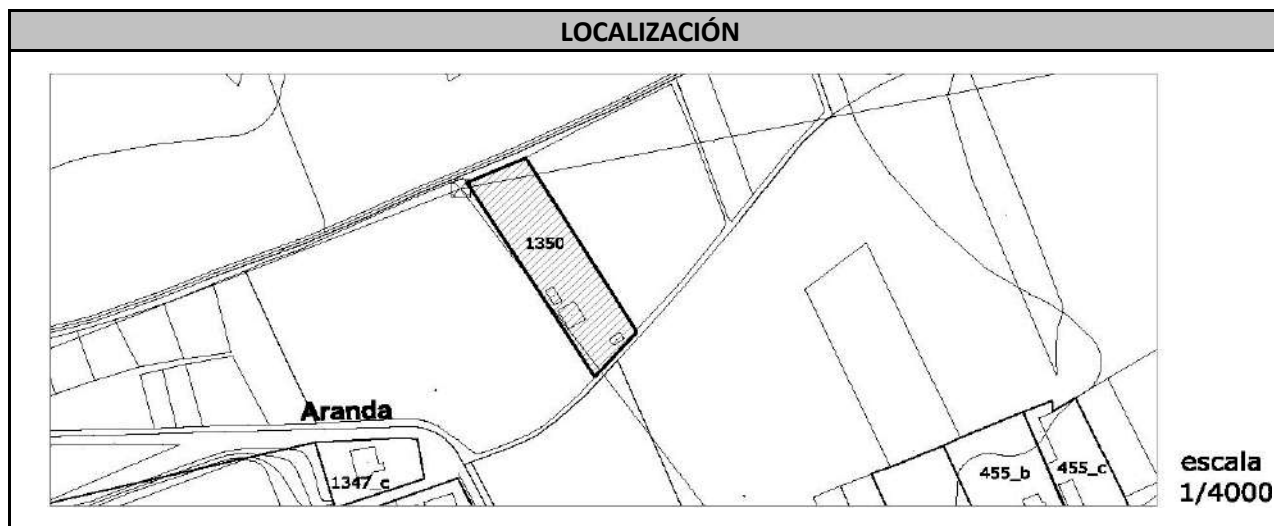 LOCALIZACIÓN
1350
Aranda
1347_c
455_b
455_c
escala
1/4000